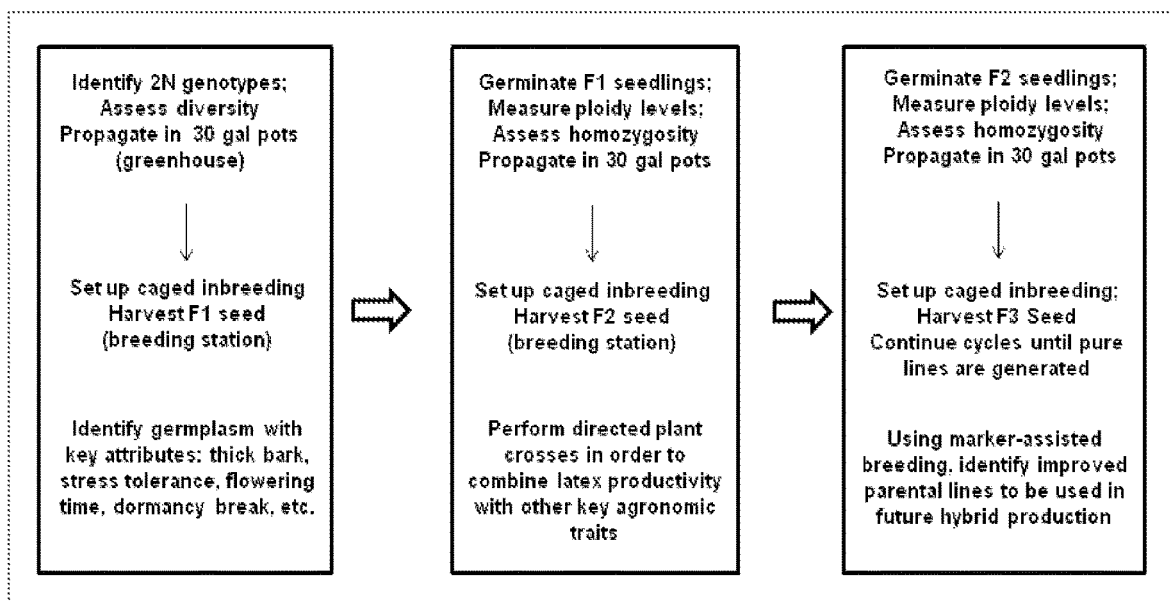 Identify 2N genotypes;
Assess diversity
Propagate in 30 gal pots
(greenhouse)
Set up caged inbreeding
Harvest F1 seed
(breeding station)
Identify germplasm with
key attributes: thick bark,
stress tolerance, flowering
time, dormancy break, etc.
Germinate F1 seedlings;
Measure ploidy levels;
Assess homozygosity
Propagate in 30 gal pots
Set up caged inbreeding
Harvest F2 seed
(breeding station)
Perform directed plant
crosses in order to
combine latex productivity
with other key agronomic
traits
Germinate F2 seedlings;
Measure ploidy levels;
Assess homozygosity
Propagate in 30 gal pots
Set up caged inbreeding;
Harvest F3 Seed
Continue cycles until pure
lines are generated
Using marker-assisted
breeding, identify improved
parental lines to be used in
future hybrid production